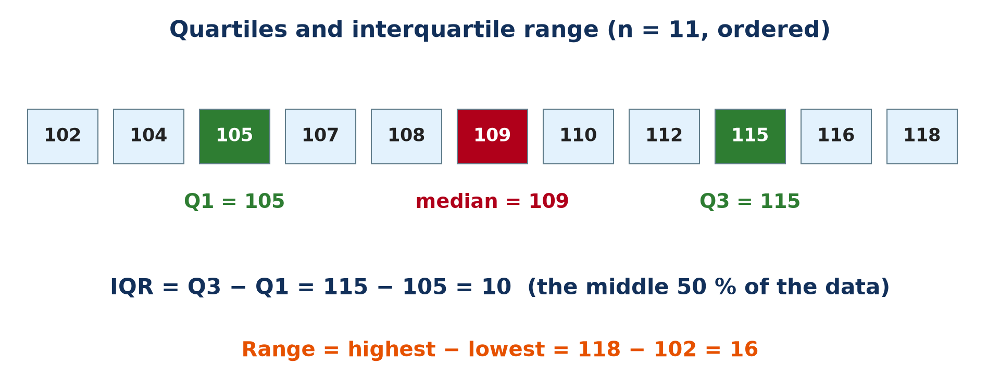 Quartiles and interquartile range (n = 11, ordered)
102 104 105 107 108 109 110 112 115 116 118
Q1 = 105 median = 109 Q3 = 115
IQR = Q3 − Q1 = 115 − 105 = 10 (the middle 50 % of the data)
Range = highest − lowest = 118 − 102 = 16